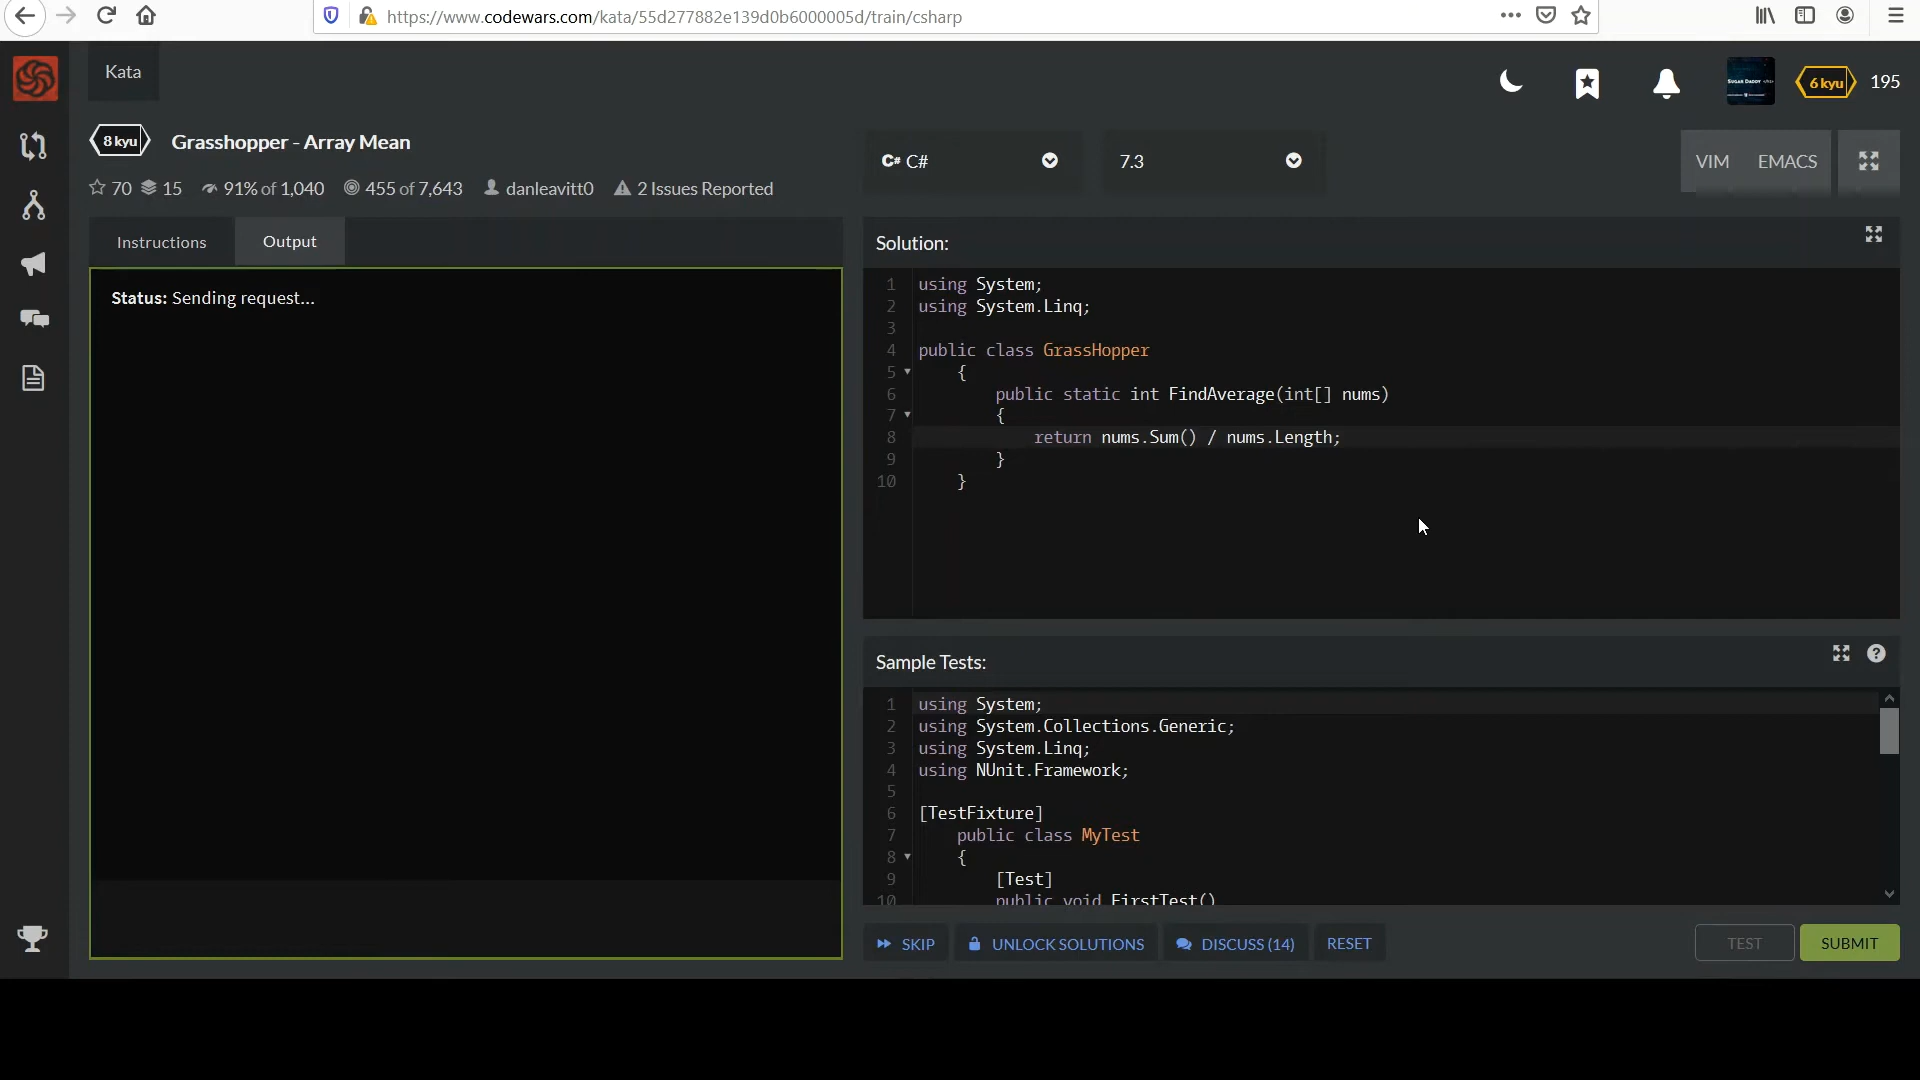 https://www.codewars.com/kata/55d277882e139d0b6000005d/train/csharp
Kata
6 kyu 195
8 kyu Grasshopper - Array Mean
C# C#
7.3
VIM EMACS
70 15 91% of 1,040 455 of 7,643 danleavitt0 2 Issues Reported
Instructions Output
Status: Sending request...
Solution:
1 using System;
2 using System.Linq;
3
4 public class GrassHopper
5 {
6 public static int FindAverage(int[] nums)
7 {
8 return nums.Sum() / nums.Length;
9 }
10 }
Sample Tests:
1 using System;
2 using System.Collections.Generic;
3 using System.Linq;
4 using NUnit.Framework;
5
6 [TestFixture]
7 public class MyTest
8 {
9 [Test]
10 public void FirstTest()
SKIP UNLOCK SOLUTIONS DISCUSS (14) RESET TEST SUBMIT